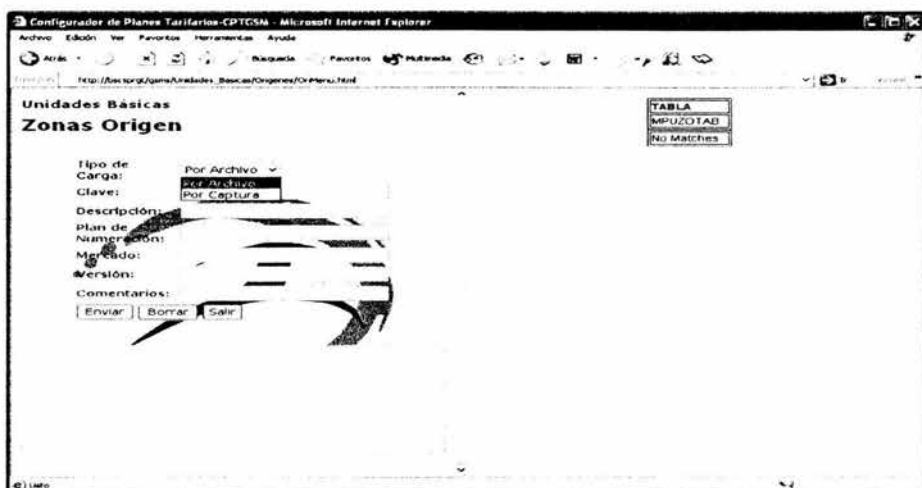 Configurador de Planes Tarifarios-CPTGSM - Microsoft Internet Explorer
Archivo Edición Ver Favoritos Herramientas Ayuda
Atrás Búsqueda Favoritos Multimedia
Unidades Básicas
Zonas Origen
TABLA
MPUZOTAB
No Matches
Tipo de
Carga:
Por Archivo
Por Archivo
Clave:
Por Captura
Descripción:
Plan de
Numeración:
Mercado:
Versión:
Comentarios:
Enviar Borrar Salir
Listo